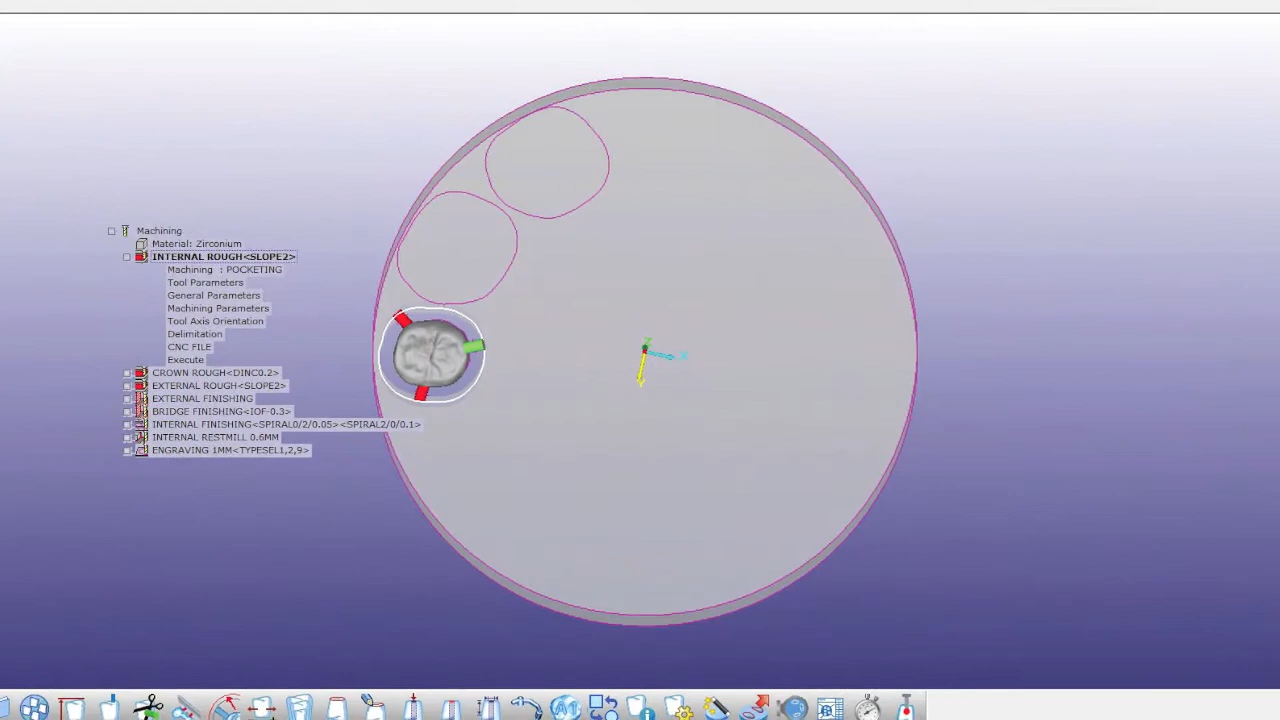 Machining
Material: Zirconium
INTERNAL ROUGH<SLOPE2>
Machining : POCKETING
Tool Parameters
General Parameters
Machining Parameters
Tool Axis Orientation
Delimitation
CNC FILE
Execute
CROWN ROUGH<DINC0.2>
EXTERNAL ROUGH<SLOPE2>
EXTERNAL FINISHING
BRIDGE FINISHING<IOF-0.3>
INTERNAL FINISHING<SPIRAL0/2/0.05><SPIRAL2/0/0.1>
INTERNAL RESTMILL 0.6MM
ENGRAVING 1MM<TYPESEL1,2,9>
Z
X
A1